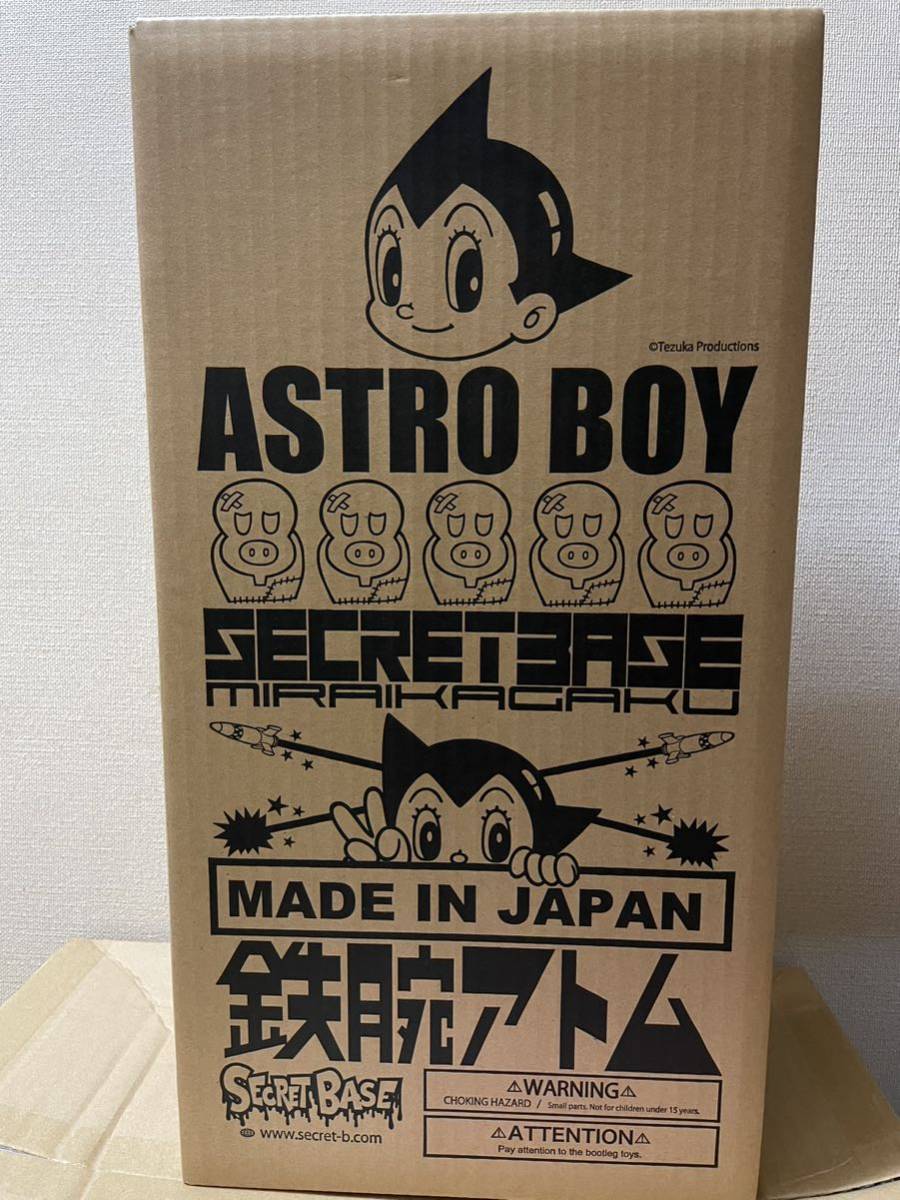 ©Tezuka Productions
ASTRO BOY
SECRETBASE
MIRAIKAGAKU
MADE IN JAPAN
鉄腕アトム
SECRET BASE
www.secret-b.com
⚠WARNING⚠
CHOKING HAZARD / Small parts. Not for children under 15 years.
⚠ATTENTION⚠
Pay attention to the bootleg toys.